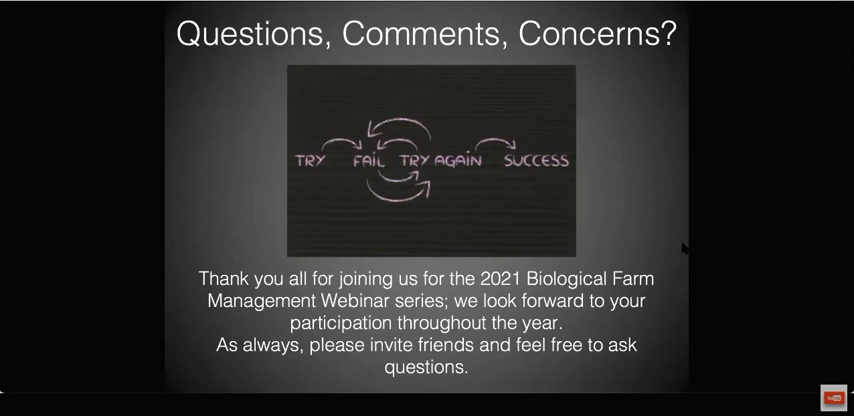 Questions, Comments, Concerns?
TRY FAIL TRY AGAIN SUCCESS
Thank you all for joining us for the 2021 Biological Farm
Management Webinar series; we look forward to your
participation throughout the year.
As always, please invite friends and feel free to ask
questions.